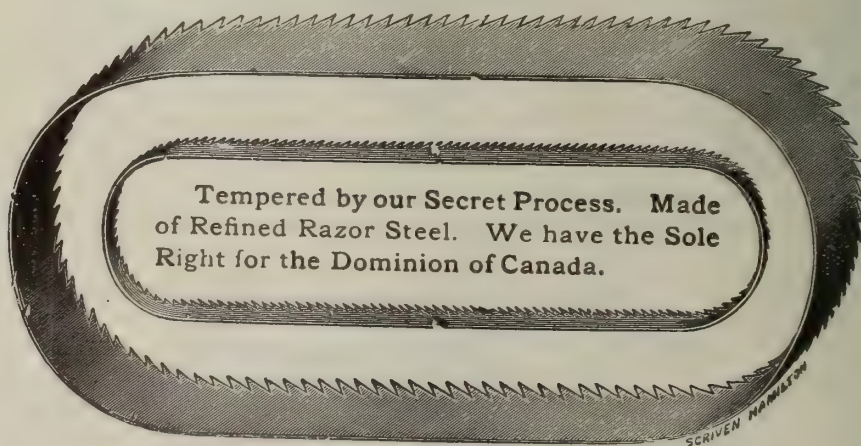 Tempered by our Secret Process. Made
of Refined Razor Steel. We have the Sole
Right for the Dominion of Canada.
SCRIVEN HAMILTON